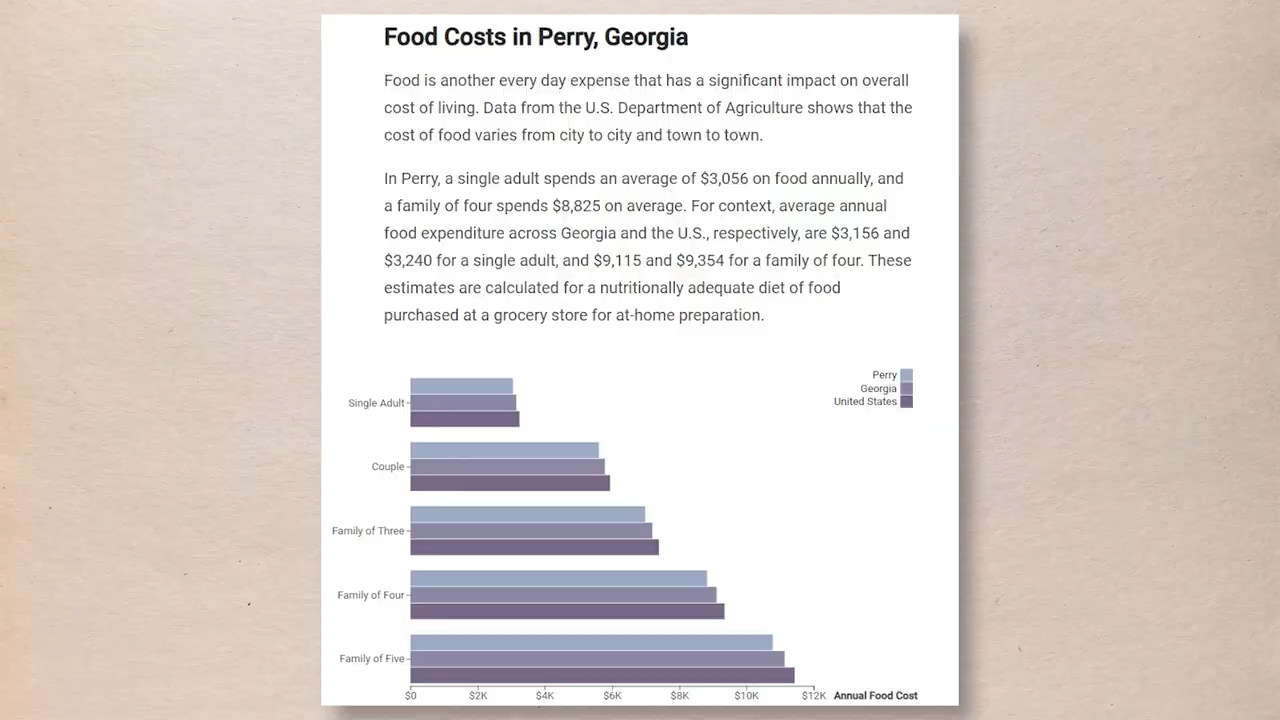 Food Costs in Perry, Georgia
Food is another every day expense that has a significant impact on overall
cost of living. Data from the U.S. Department of Agriculture shows that the
cost of food varies from city to city and town to town.
In Perry, a single adult spends an average of $3,056 on food annually, and
a family of four spends $8,825 on average. For context, average annual
food expenditure across Georgia and the U.S., respectively, are $3,156 and
$3,240 for a single adult, and $9,115 and $9,354 for a family of four. These
estimates are calculated for a nutritionally adequate diet of food
purchased at a grocery store for at-home preparation.
Perry
Georgia
United States
Single Adult
Couple
Family of Three
Family of Four
Family of Five
$0 $2K $4K $6K $8K $10K $12K Annual Food Cost